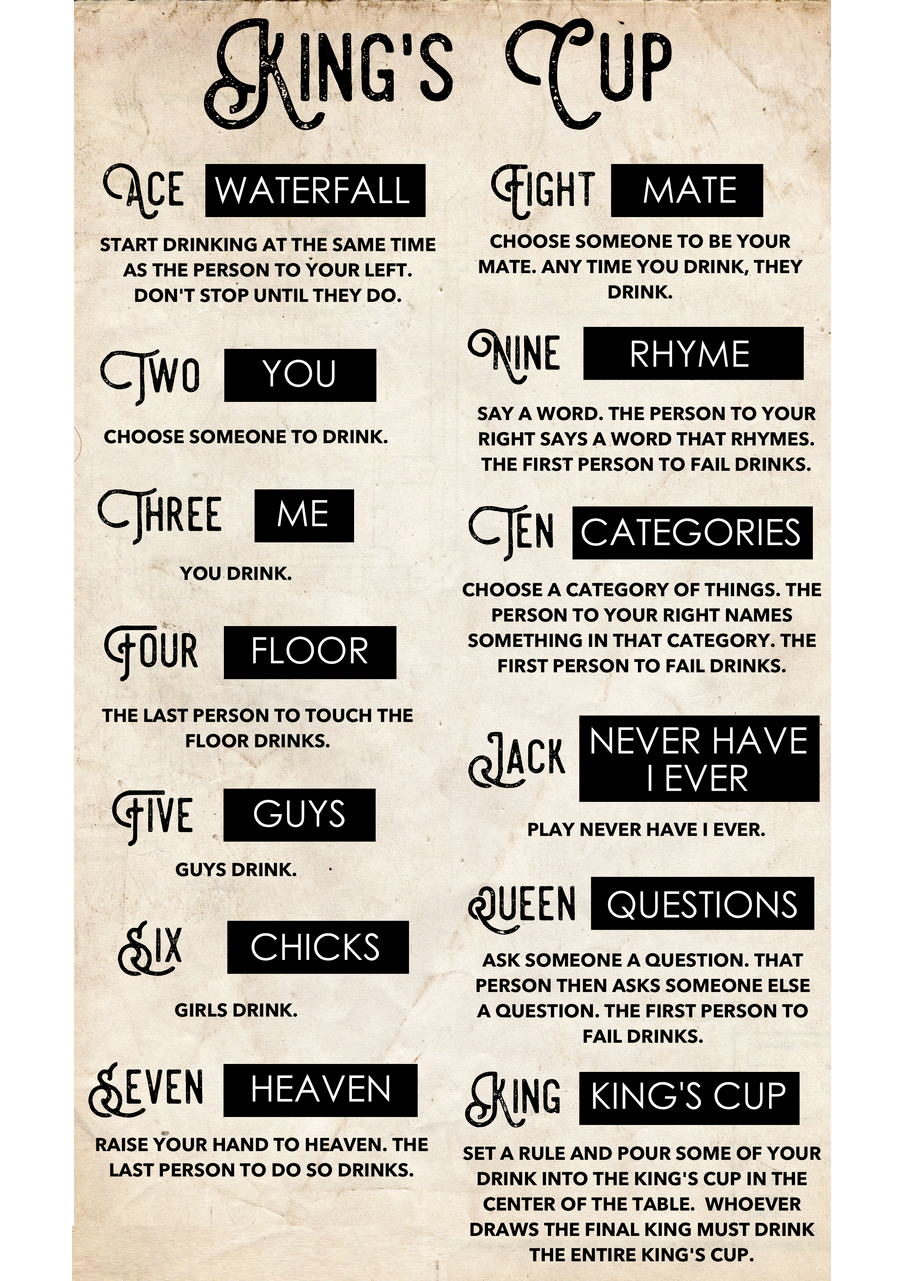 KING'S CUP
ACE WATERFALL
START DRINKING AT THE SAME TIME
AS THE PERSON TO YOUR LEFT.
DON'T STOP UNTIL THEY DO.
TWO YOU
CHOOSE SOMEONE TO DRINK.
THREE ME
YOU DRINK.
FOUR FLOOR
THE LAST PERSON TO TOUCH THE
FLOOR DRINKS.
FIVE GUYS
GUYS DRINK.
SIX CHICKS
GIRLS DRINK.
SEVEN HEAVEN
RAISE YOUR HAND TO HEAVEN. THE
LAST PERSON TO DO SO DRINKS.
EIGHT MATE
CHOOSE SOMEONE TO BE YOUR
MATE. ANY TIME YOU DRINK, THEY
DRINK.
NINE RHYME
SAY A WORD. THE PERSON TO YOUR
RIGHT SAYS A WORD THAT RHYMES.
THE FIRST PERSON TO FAIL DRINKS.
TEN CATEGORIES
CHOOSE A CATEGORY OF THINGS. THE
PERSON TO YOUR RIGHT NAMES
SOMETHING IN THAT CATEGORY. THE
FIRST PERSON TO FAIL DRINKS.
JACK NEVER HAVE
I EVER
PLAY NEVER HAVE I EVER.
QUEEN QUESTIONS
ASK SOMEONE A QUESTION. THAT
PERSON THEN ASKS SOMEONE ELSE
A QUESTION. THE FIRST PERSON TO
FAIL DRINKS.
KING KING'S CUP
SET A RULE AND POUR SOME OF YOUR
DRINK INTO THE KING'S CUP IN THE
CENTER OF THE TABLE. WHOEVER
DRAWS THE FINAL KING MUST DRINK
THE ENTIRE KING'S CUP.